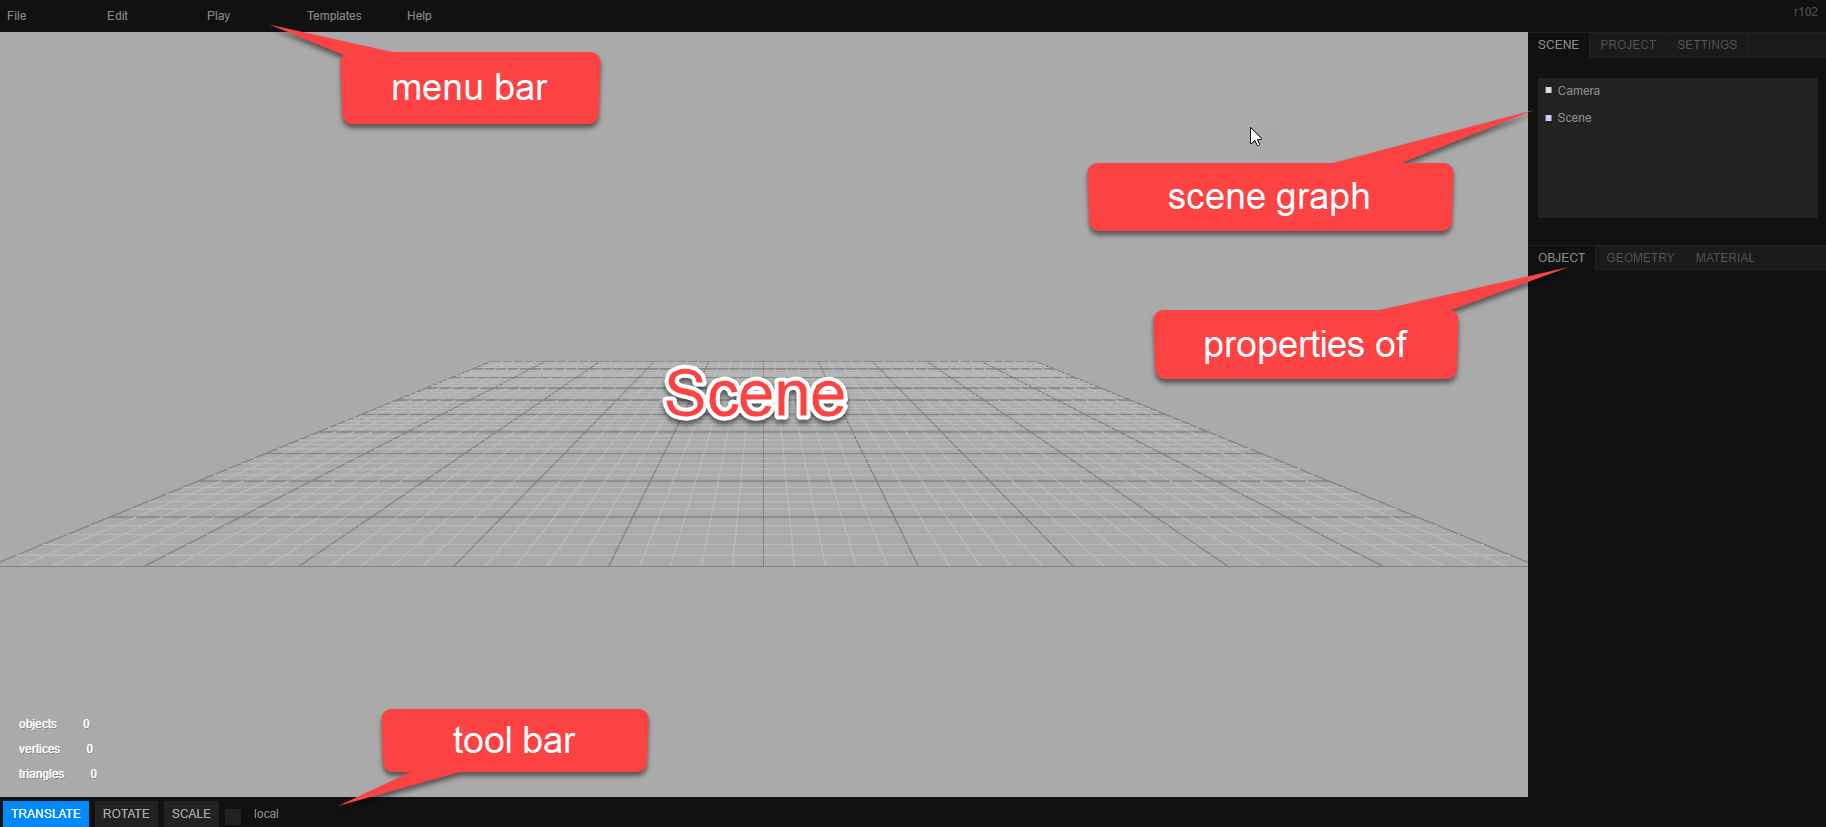 File Edit Play Templates Help r102
menu bar
SCENE PROJECT SETTINGS
Camera
Scene
scene graph
OBJECT GEOMETRY MATERIAL
properties of
Scene
objects 0
vertices 0
triangles 0
tool bar
TRANSLATE ROTATE SCALE local